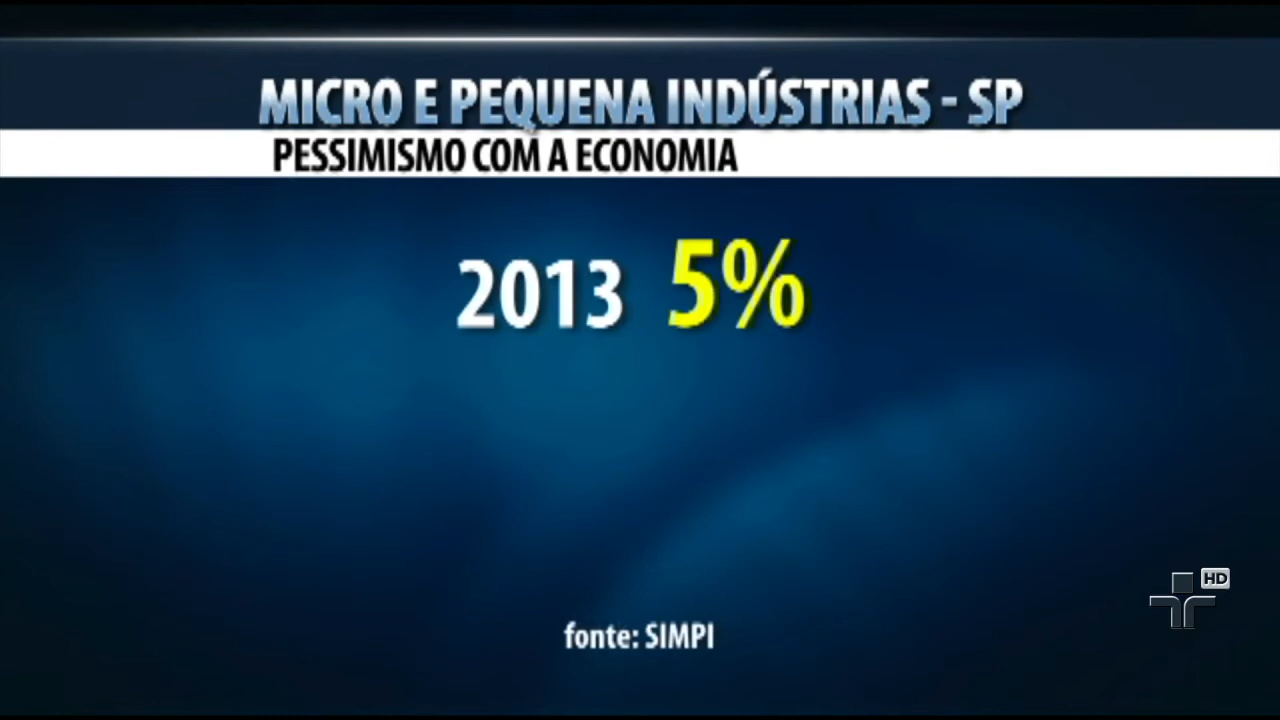 MICRO E PEQUENA INDÚSTRIAS - SP
PESSIMISMO COM A ECONOMIA
2013 5%
HD
fonte: SIMPI